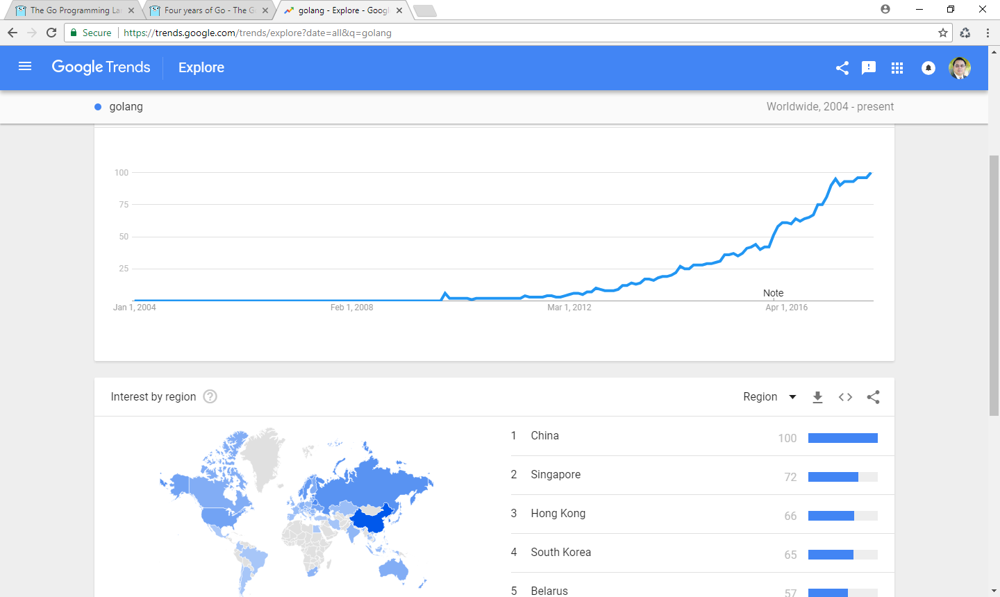 The Go Programming La
Four years of Go - The G
golang - Explore - Goog
Secure
https://trends.google.com/trends/explore?date=all&q=golang
Google Trends
Explore
golang
Worldwide, 2004 - present
100
75
50
25
Note
Jan 1, 2004
Feb 1, 2008
Mar 1, 2012
Apr 1, 2016
Interest by region
Region
1 China 100
2 Singapore 72
3 Hong Kong 66
4 South Korea 65
5 Belarus 57